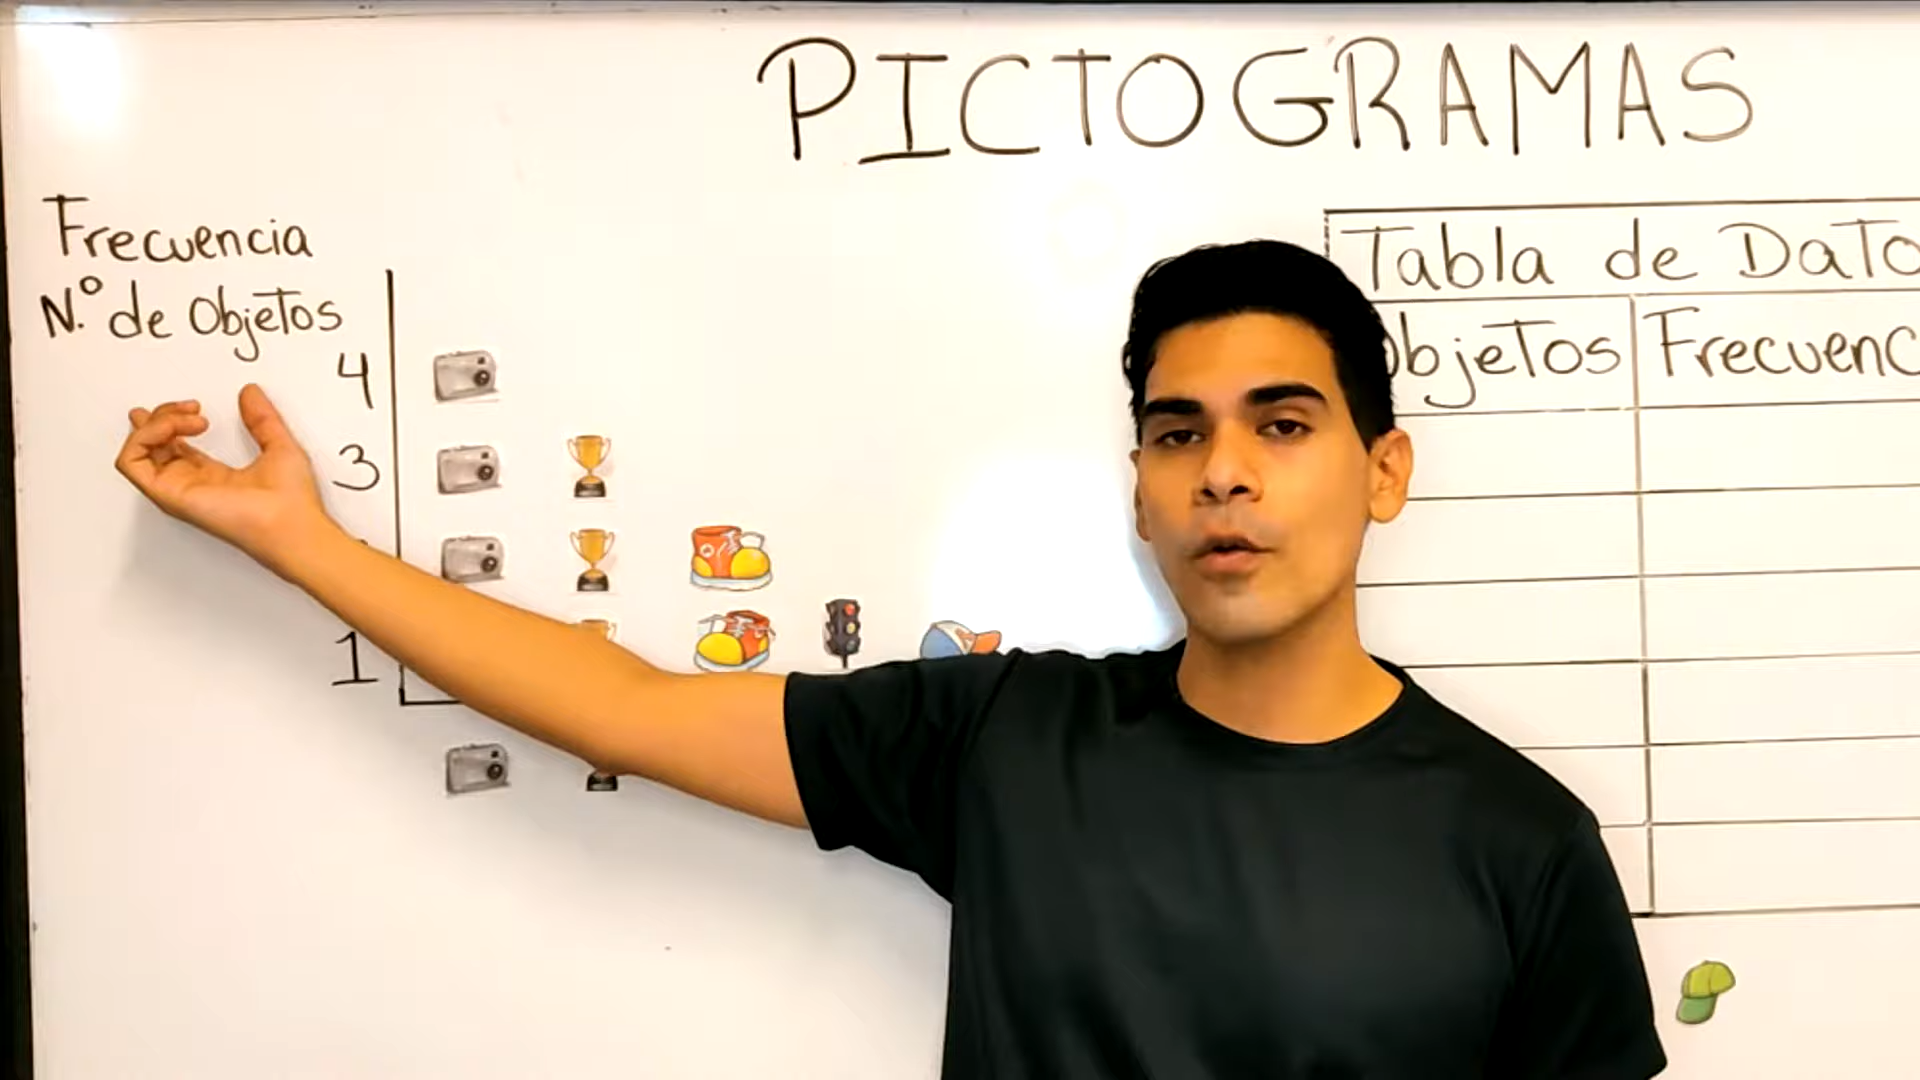 PICTOGRAMAS
Frecuencia
N.º de Objetos
4
3
1
Tabla de Dato
Objetos
Frecuenc